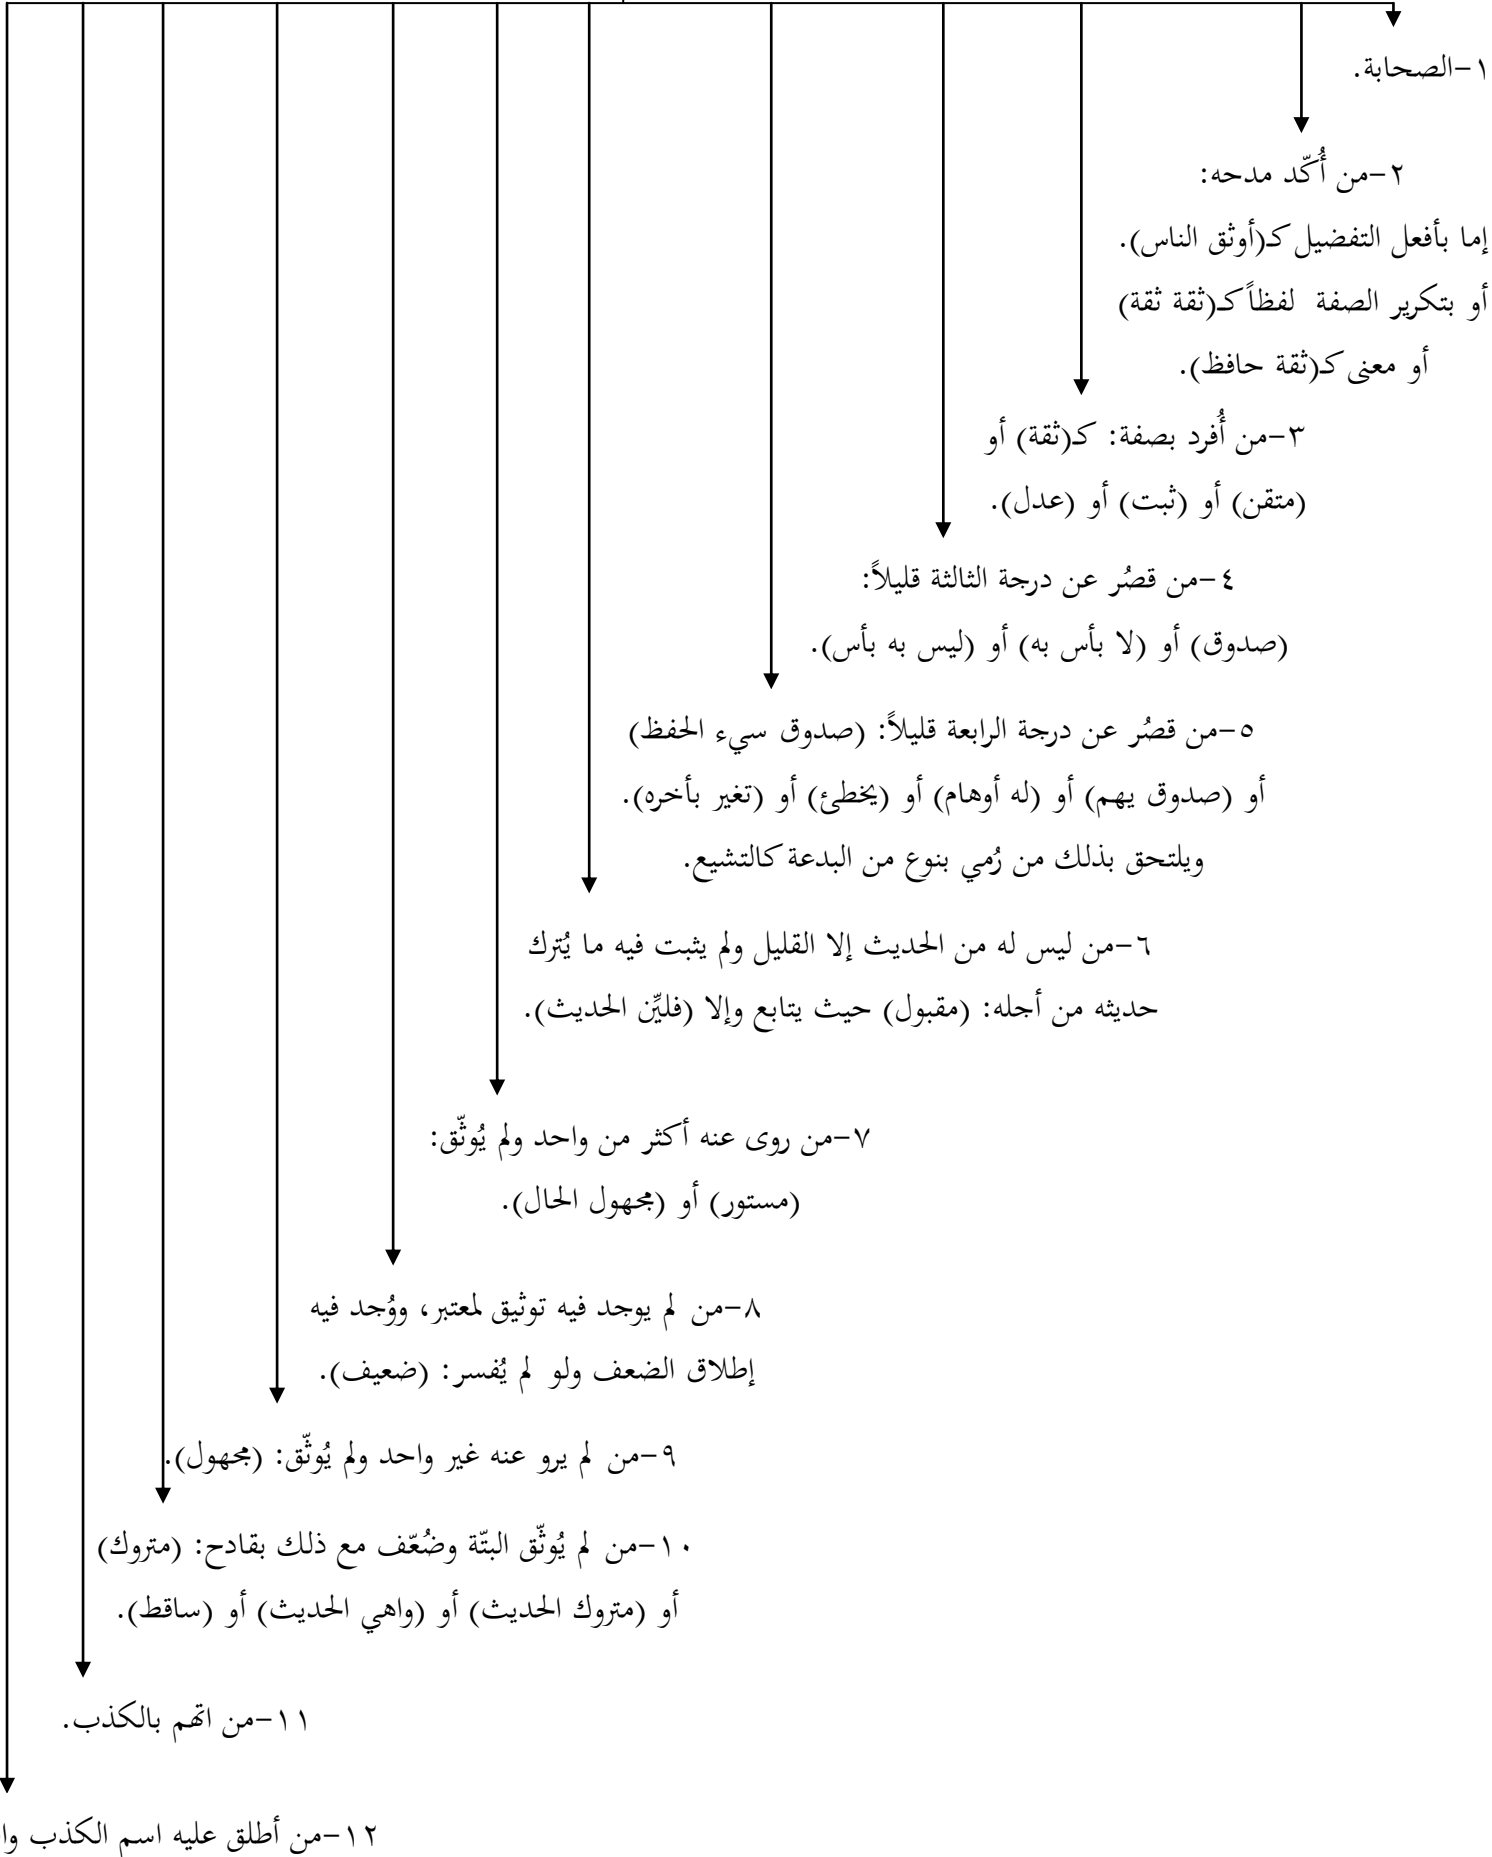 ١-الصحابة.
٢-من أُكّد مدحه:
إما بأفعل التفضيل كـ(أوثق الناس).
أو بتكرير الصفة لفظاً كـ(ثقة ثقة)
أو معنى كـ(ثقة حافظ).
٣-من أُفرد بصفة: كـ(ثقة) أو
(متقن) أو (ثبت) أو (عدل).
٤-من قصُر عن درجة الثالثة قليلاً:
(صدوق) أو (لا بأس به) أو (ليس به بأس).
٥-من قصُر عن درجة الرابعة قليلاً: (صدوق سيء الحفظ)
أو (صدوق يهم) أو (له أوهام) أو (يخطئ) أو (تغير بأخره).
ويلتحق بذلك من رُمي بنوع من البدعة كالتشيع.
٦-من ليس له من الحديث إلا القليل ولم يثبت فيه ما يُترك
حديثه من أجله: (مقبول) حيث يتابع وإلا (فليِّن الحديث).
٧-من روى عنه أكثر من واحد ولم يُوثّق:
(مستور) أو (مجهول الحال).
٨-من لم يوجد فيه توثيق لمعتبر، ووُجد فيه
إطلاق الضعف ولو لم يُفسر: (ضعيف).
٩-من لم يرو عنه غير واحد ولم يُوثّق: (مجهول).
١٠-من لم يُوثّق البتّة وضُعّف مع ذلك بقادح: (متروك)
أو (متروك الحديث) أو (واهي الحديث) أو (ساقط).
١١-من اتهم بالكذب.
١٢-من أطلق عليه اسم الكذب